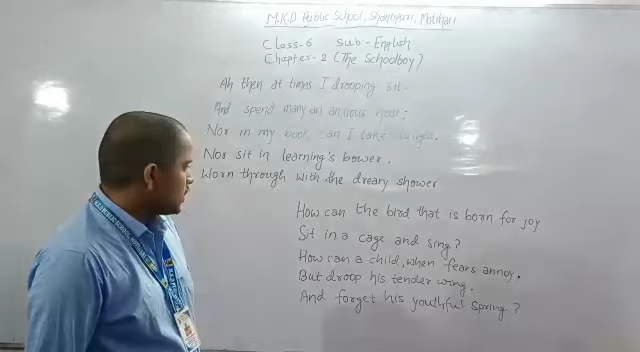 M.K.D Public School, Shantipuri, Motihari
Class-6 Sub:-English
Chapter-2 (The Schoolboy)
Ah then at times I drooping sit.
And spend many an anxious hour;
Nor in my book can I take
Nor sit in learning's bower,
Worn through with the dreary shower
How can the bird that is born for joy
Sit in a cage and sing?
How can a child, when fears annoy,
But droop his tender wing.
And forget his youthful spring?